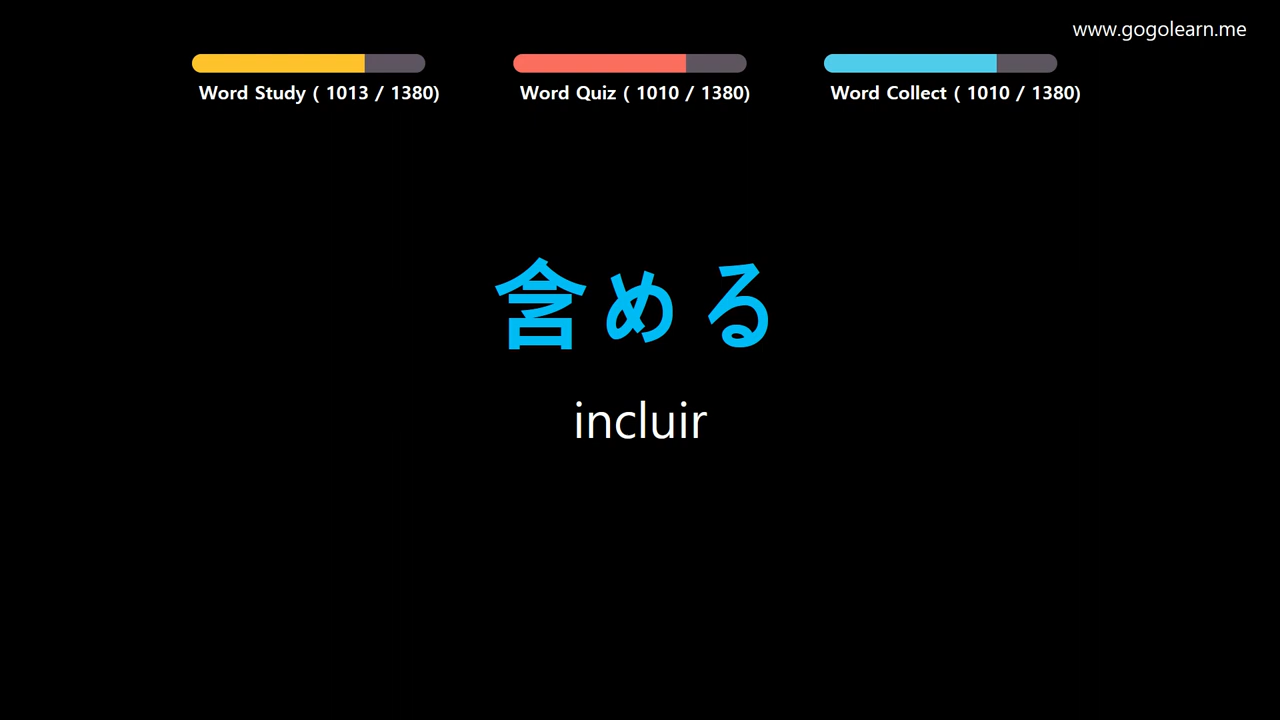 www.gogolearn.me
Word Study ( 1013 / 1380)
Word Quiz ( 1010 / 1380)
Word Collect ( 1010 / 1380)
含める
incluir